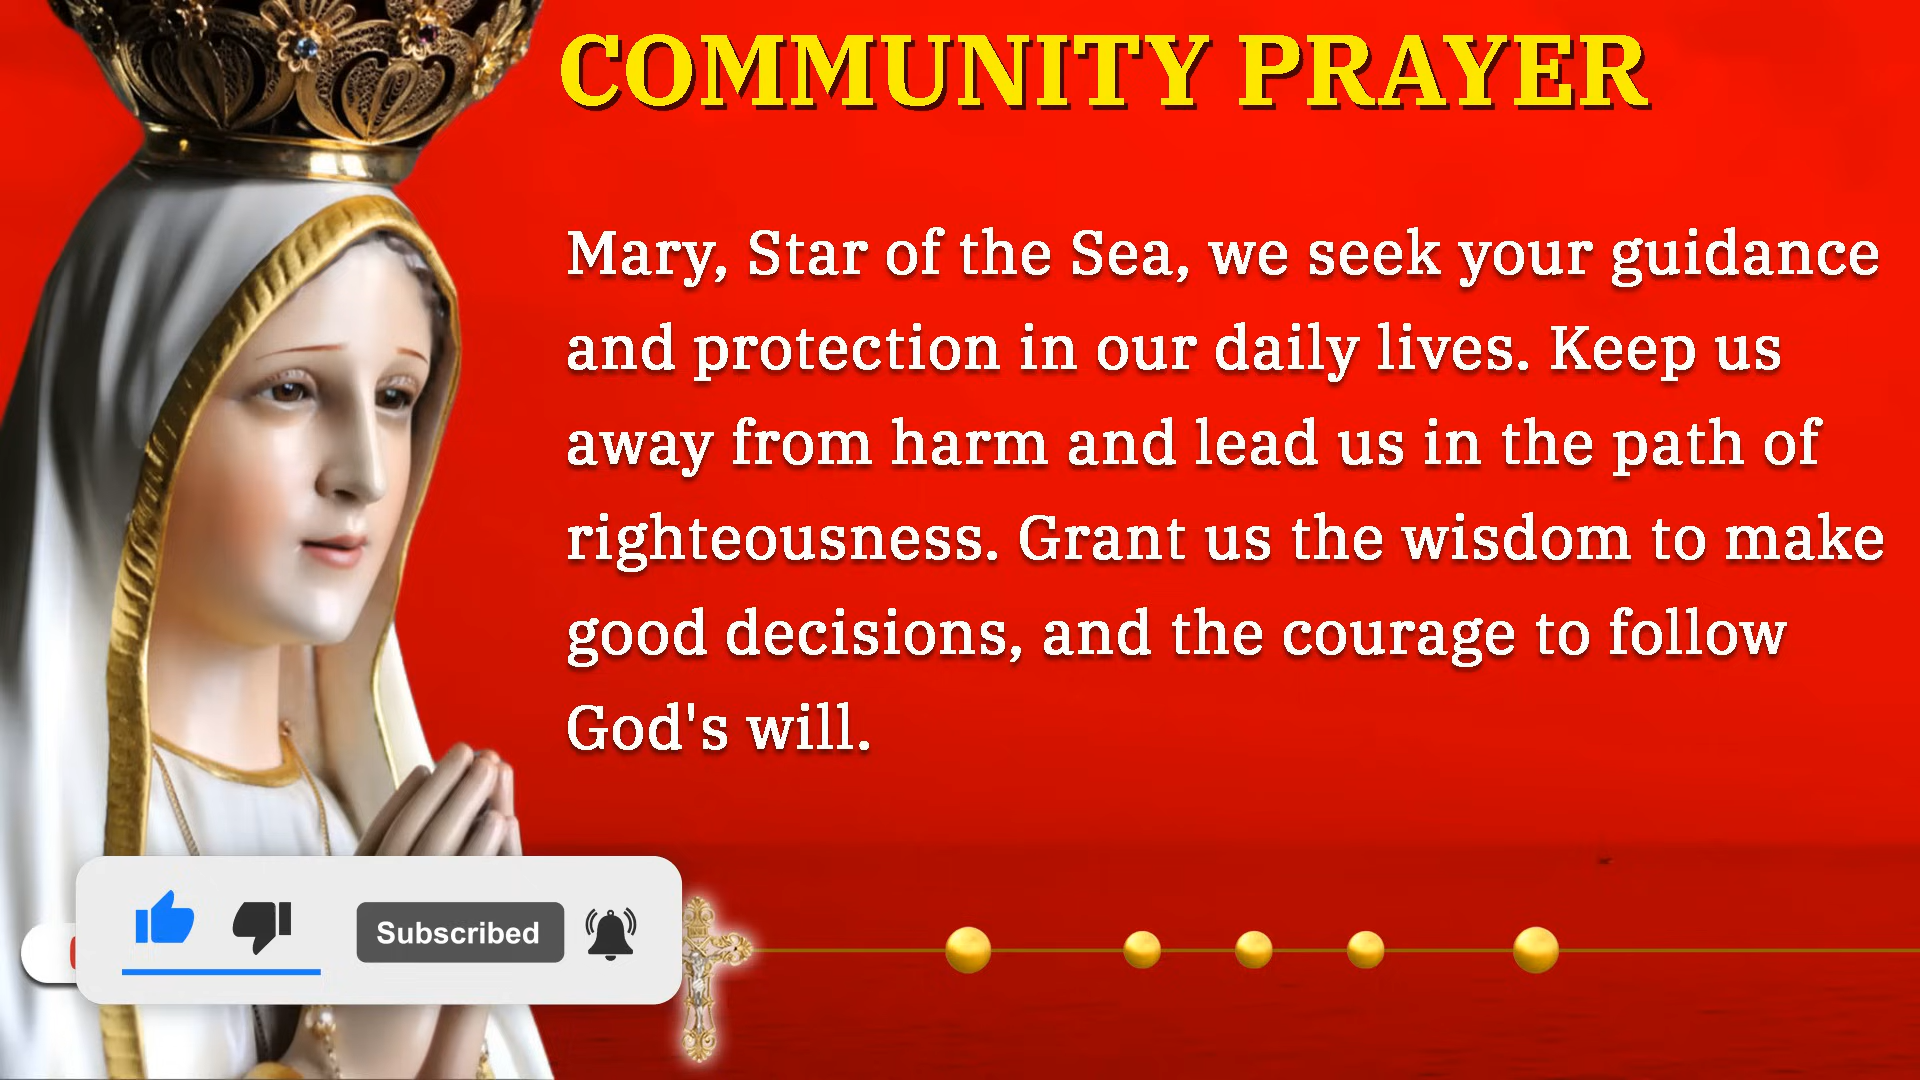 COMMUNITY PRAYER
Mary, Star of the Sea, we seek your guidance
and protection in our daily lives. Keep us
away from harm and lead us in the path of
righteousness. Grant us the wisdom to make
good decisions, and the courage to follow
God's will.
Subscribed